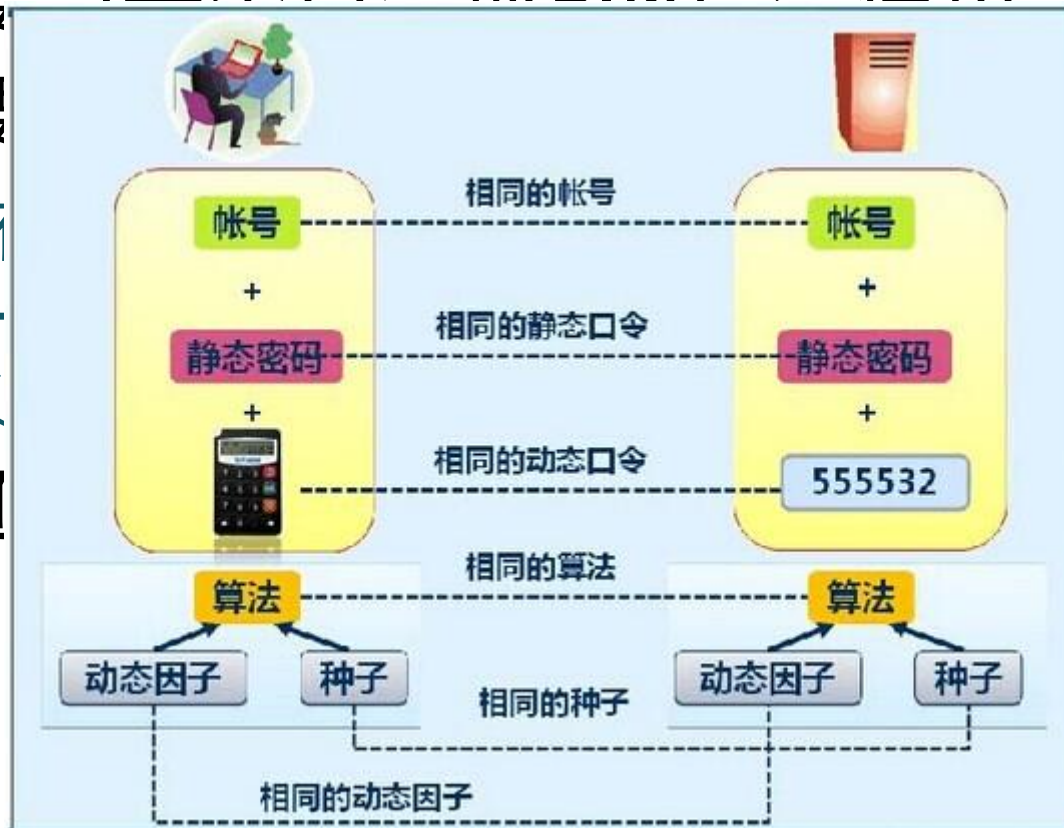 相同的帐号
帐号
帐号
+
+
相同的静态口令
静态密码
静态密码
+
+
相同的动态口令
555532
相同的算法
算法
算法
动态因子
种子
动态因子
种子
相同的种子
相同的动态因子